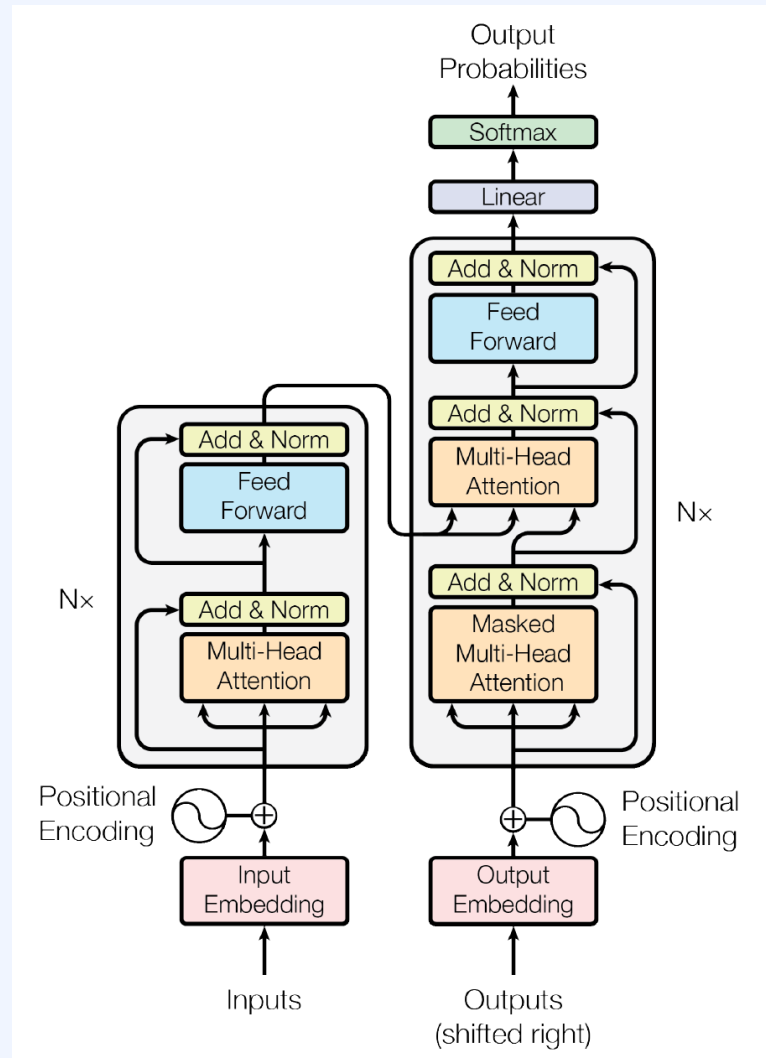 Output
Probabilities
Softmax
Linear
Add & Norm
Feed
Forward
Add & Norm
Multi-Head
Attention
Add & Norm
Masked
Multi-Head
Attention
N×
Add & Norm
Feed
Forward
Add & Norm
Multi-Head
Attention
N×
Positional
Encoding
Positional
Encoding
Input
Embedding
Output
Embedding
Inputs
Outputs
(shifted right)